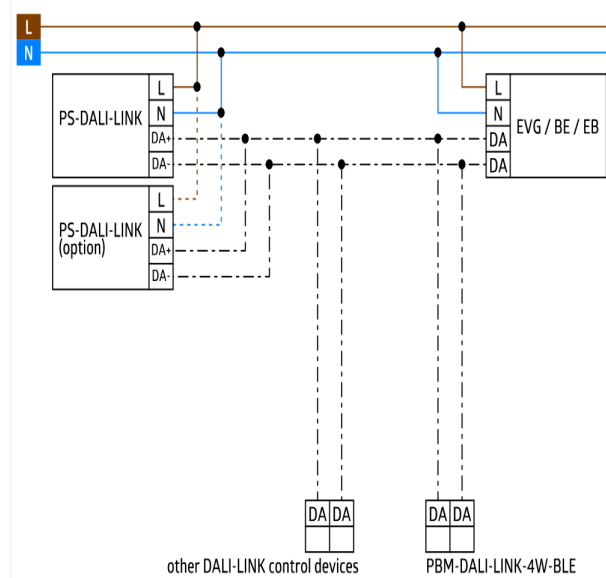 L
N
PS-DALI-LINK
L
N
DA+
DA-
EVG / BE / EB
L
N
DA
DA
PS-DALI-LINK
(option)
L
N
DA+
DA-
DA DA
DA DA
other DALI-LINK control devices
PBM-DALI-LINK-4W-BLE